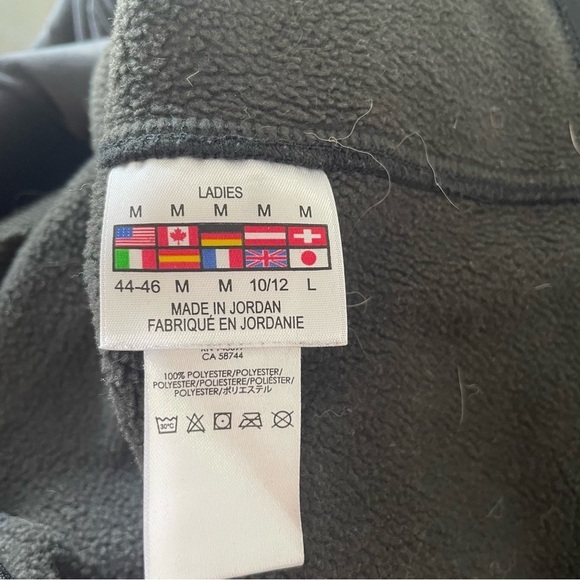 LADIES
M M M M M
44-46 M M 10/12 L
MADE IN JORDAN
FABRIQUÉ EN JORDANIE
CA 58744
100% POLYESTER/POLYESTER/
POLYESTER/POLIESTERE/POLIÉSTER/
POLYESTER/ポリエステル
30°C